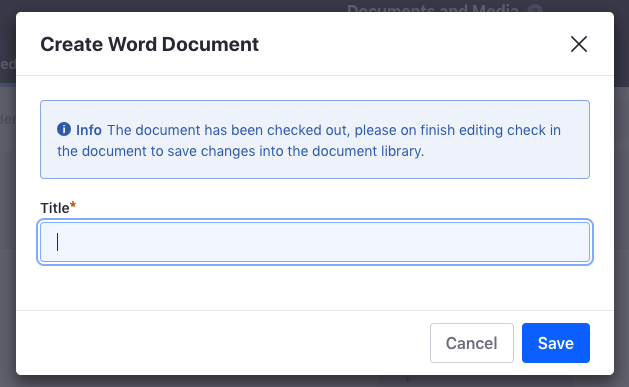 Documents and Media
Create Word Document
Info The document has been checked out, please on finish editing check in
the document to save changes into the document library.
Title*
Cancel
Save